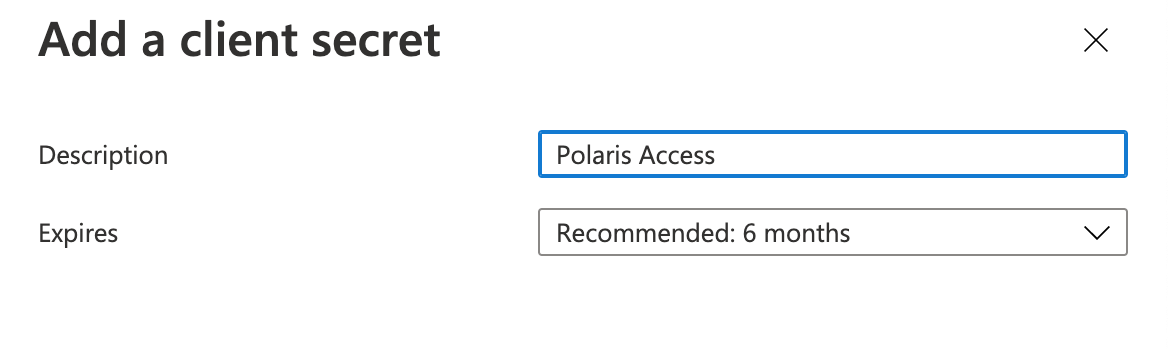 Add a client secret
Description
Polaris Access
Expires
Recommended: 6 months